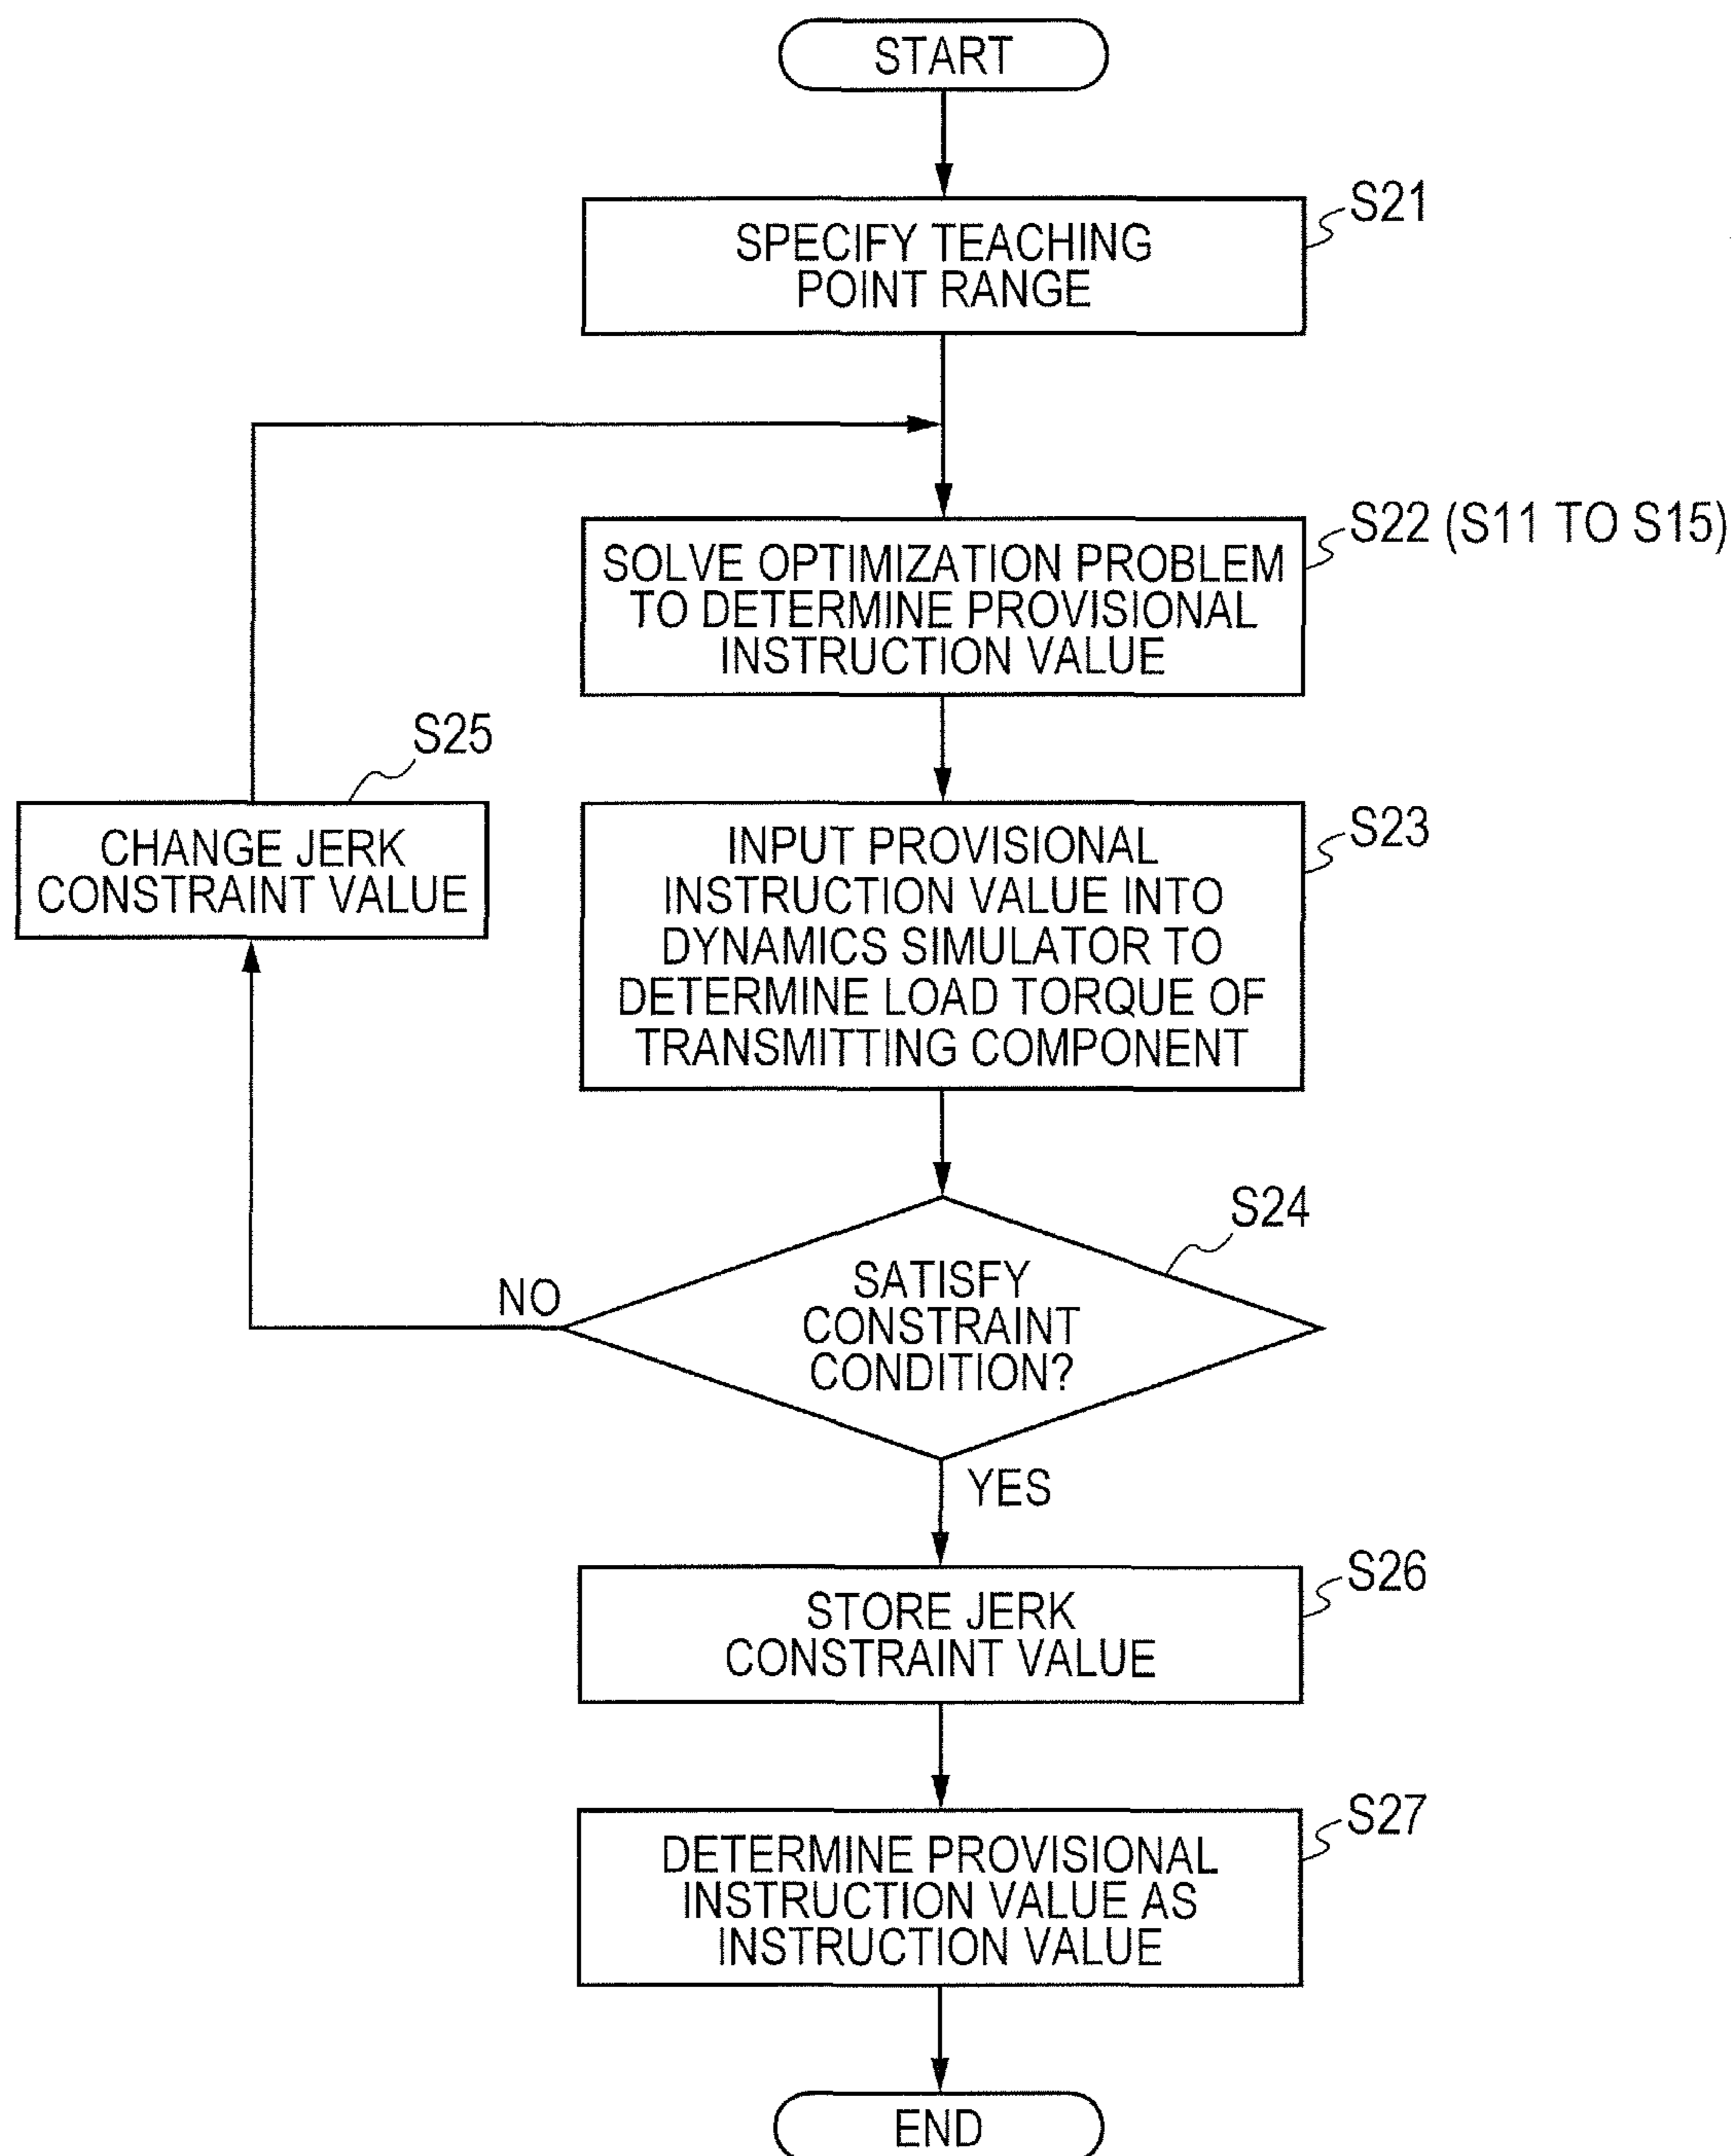 START
S21
SPECIFY TEACHING
POINT RANGE
S22 (S11 TO S15)
SOLVE OPTIMIZATION PROBLEM
TO DETERMINE PROVISIONAL
INSTRUCTION VALUE
S25
CHANGE JERK
CONSTRAINT VALUE
S23
INPUT PROVISIONAL
INSTRUCTION VALUE INTO
DYNAMICS SIMULATOR TO
DETERMINE LOAD TORQUE OF
TRANSMITTING COMPONENT
S24
SATISFY
CONSTRAINT
CONDITION?
NO
YES
S26
STORE JERK
CONSTRAINT VALUE
S27
DETERMINE PROVISIONAL
INSTRUCTION VALUE AS
INSTRUCTION VALUE
END